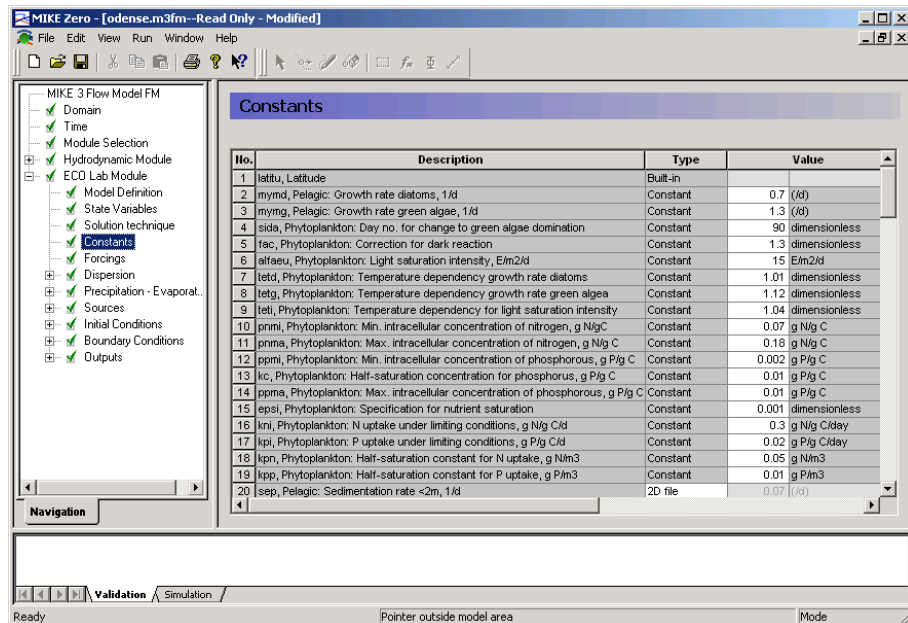 MIKE Zero - [odense.m3fm--Read Only - Modified]
File Edit View Run Window Help
MIKE 3 Flow Model FM
Domain
Time
Module Selection
Hydrodynamic Module
ECO Lab Module
Model Definition
State Variables
Solution technique
Constants
Forcings
Dispersion
Precipitation - Evaporat..
Sources
Initial Conditions
Boundary Conditions
Outputs
Navigation
Constants
No. Description Type Value
1 latitu, Latitude Built-in
2 mymd, Pelagic: Growth rate diatoms, 1/d Constant 0.7 (/d)
3 mymg, Pelagic: Growth rate green algae, 1/d Constant 1.3 (/d)
4 sida, Phytoplankton: Day no. for change to green algae domination Constant 90 dimensionless
5 fac, Phytoplankton: Correction for dark reaction Constant 1.3 dimensionless
6 alfaeu, Phytoplankton: Light saturation intensity, E/m2/d Constant 15 E/m2/d
7 tetd, Phytoplankton: Temperature dependency growth rate diatoms Constant 1.01 dimensionless
8 tetg, Phytoplankton: Temperature dependency growth rate green algea Constant 1.12 dimensionless
9 teti, Phytoplankton: Temperature dependency for light saturation intensity Constant 1.04 dimensionless
10 pnmi, Phytoplankton: Min. intracellular concentration of nitrogen, g N/gC Constant 0.07 g N/g C
11 pnma, Phytoplankton: Max. intracellular concentration of nitrogen, g N/g C Constant 0.18 g N/g C
12 ppmi, Phytoplankton: Min. intracellular concentration of phosphorous, g P/g C Constant 0.002 g P/g C
13 kc, Phytoplankton: Half-saturation concentration for phosphorus, g P/g C Constant 0.01 g P/g C
14 ppma, Phytoplankton: Max. intracellular concentration of phosphorous, g P/g C Constant 0.01 g P/g C
15 epsi, Phytoplankton: Specification for nutrient saturation Constant 0.001 dimensionless
16 kni, Phytoplankton: N uptake under limiting conditions, g N/g C/d Constant 0.3 g N/g C/day
17 kpi, Phytoplankton: P uptake under limiting conditions, g P/g C/d Constant 0.02 g P/g C/day
18 kpn, Phytoplankton: Half-saturation constant for N uptake, g N/m3 Constant 0.05 g N/m3
19 kpp, Phytoplankton: Half-saturation constant for P uptake, g P/m3 Constant 0.01 g P/m3
20 sep, Pelagic: Sedimentation rate <2m, 1/d 2D file 0.07 (/d)
Validation Simulation
Ready Pointer outside model area Mode